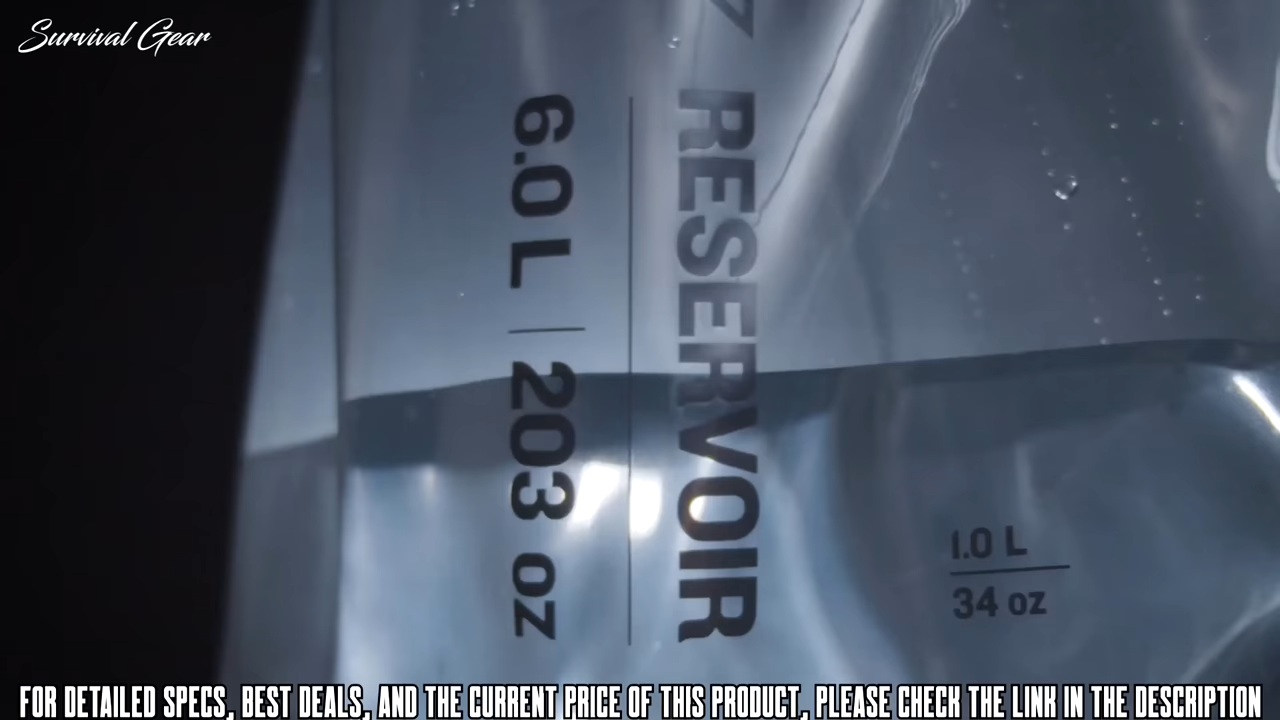 Survival Gear
RESERVOIR
6.0 L | 203 oz
1.0 L
34 oz
FOR DETAILED SPECS, BEST DEALS, AND THE CURRENT PRICE OF THIS PRODUCT, PLEASE CHECK THE LINK IN THE DESCRIPTION